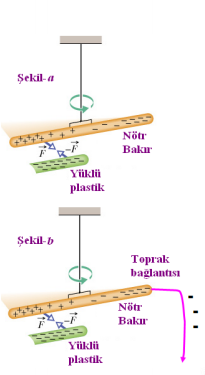 Şekil-a
Nötr
Bakır
F
-F
Yüklü
plastik
Şekil-b
Toprak
bağlantısı
Nötr
Bakır
F
-F
Yüklü
plastik